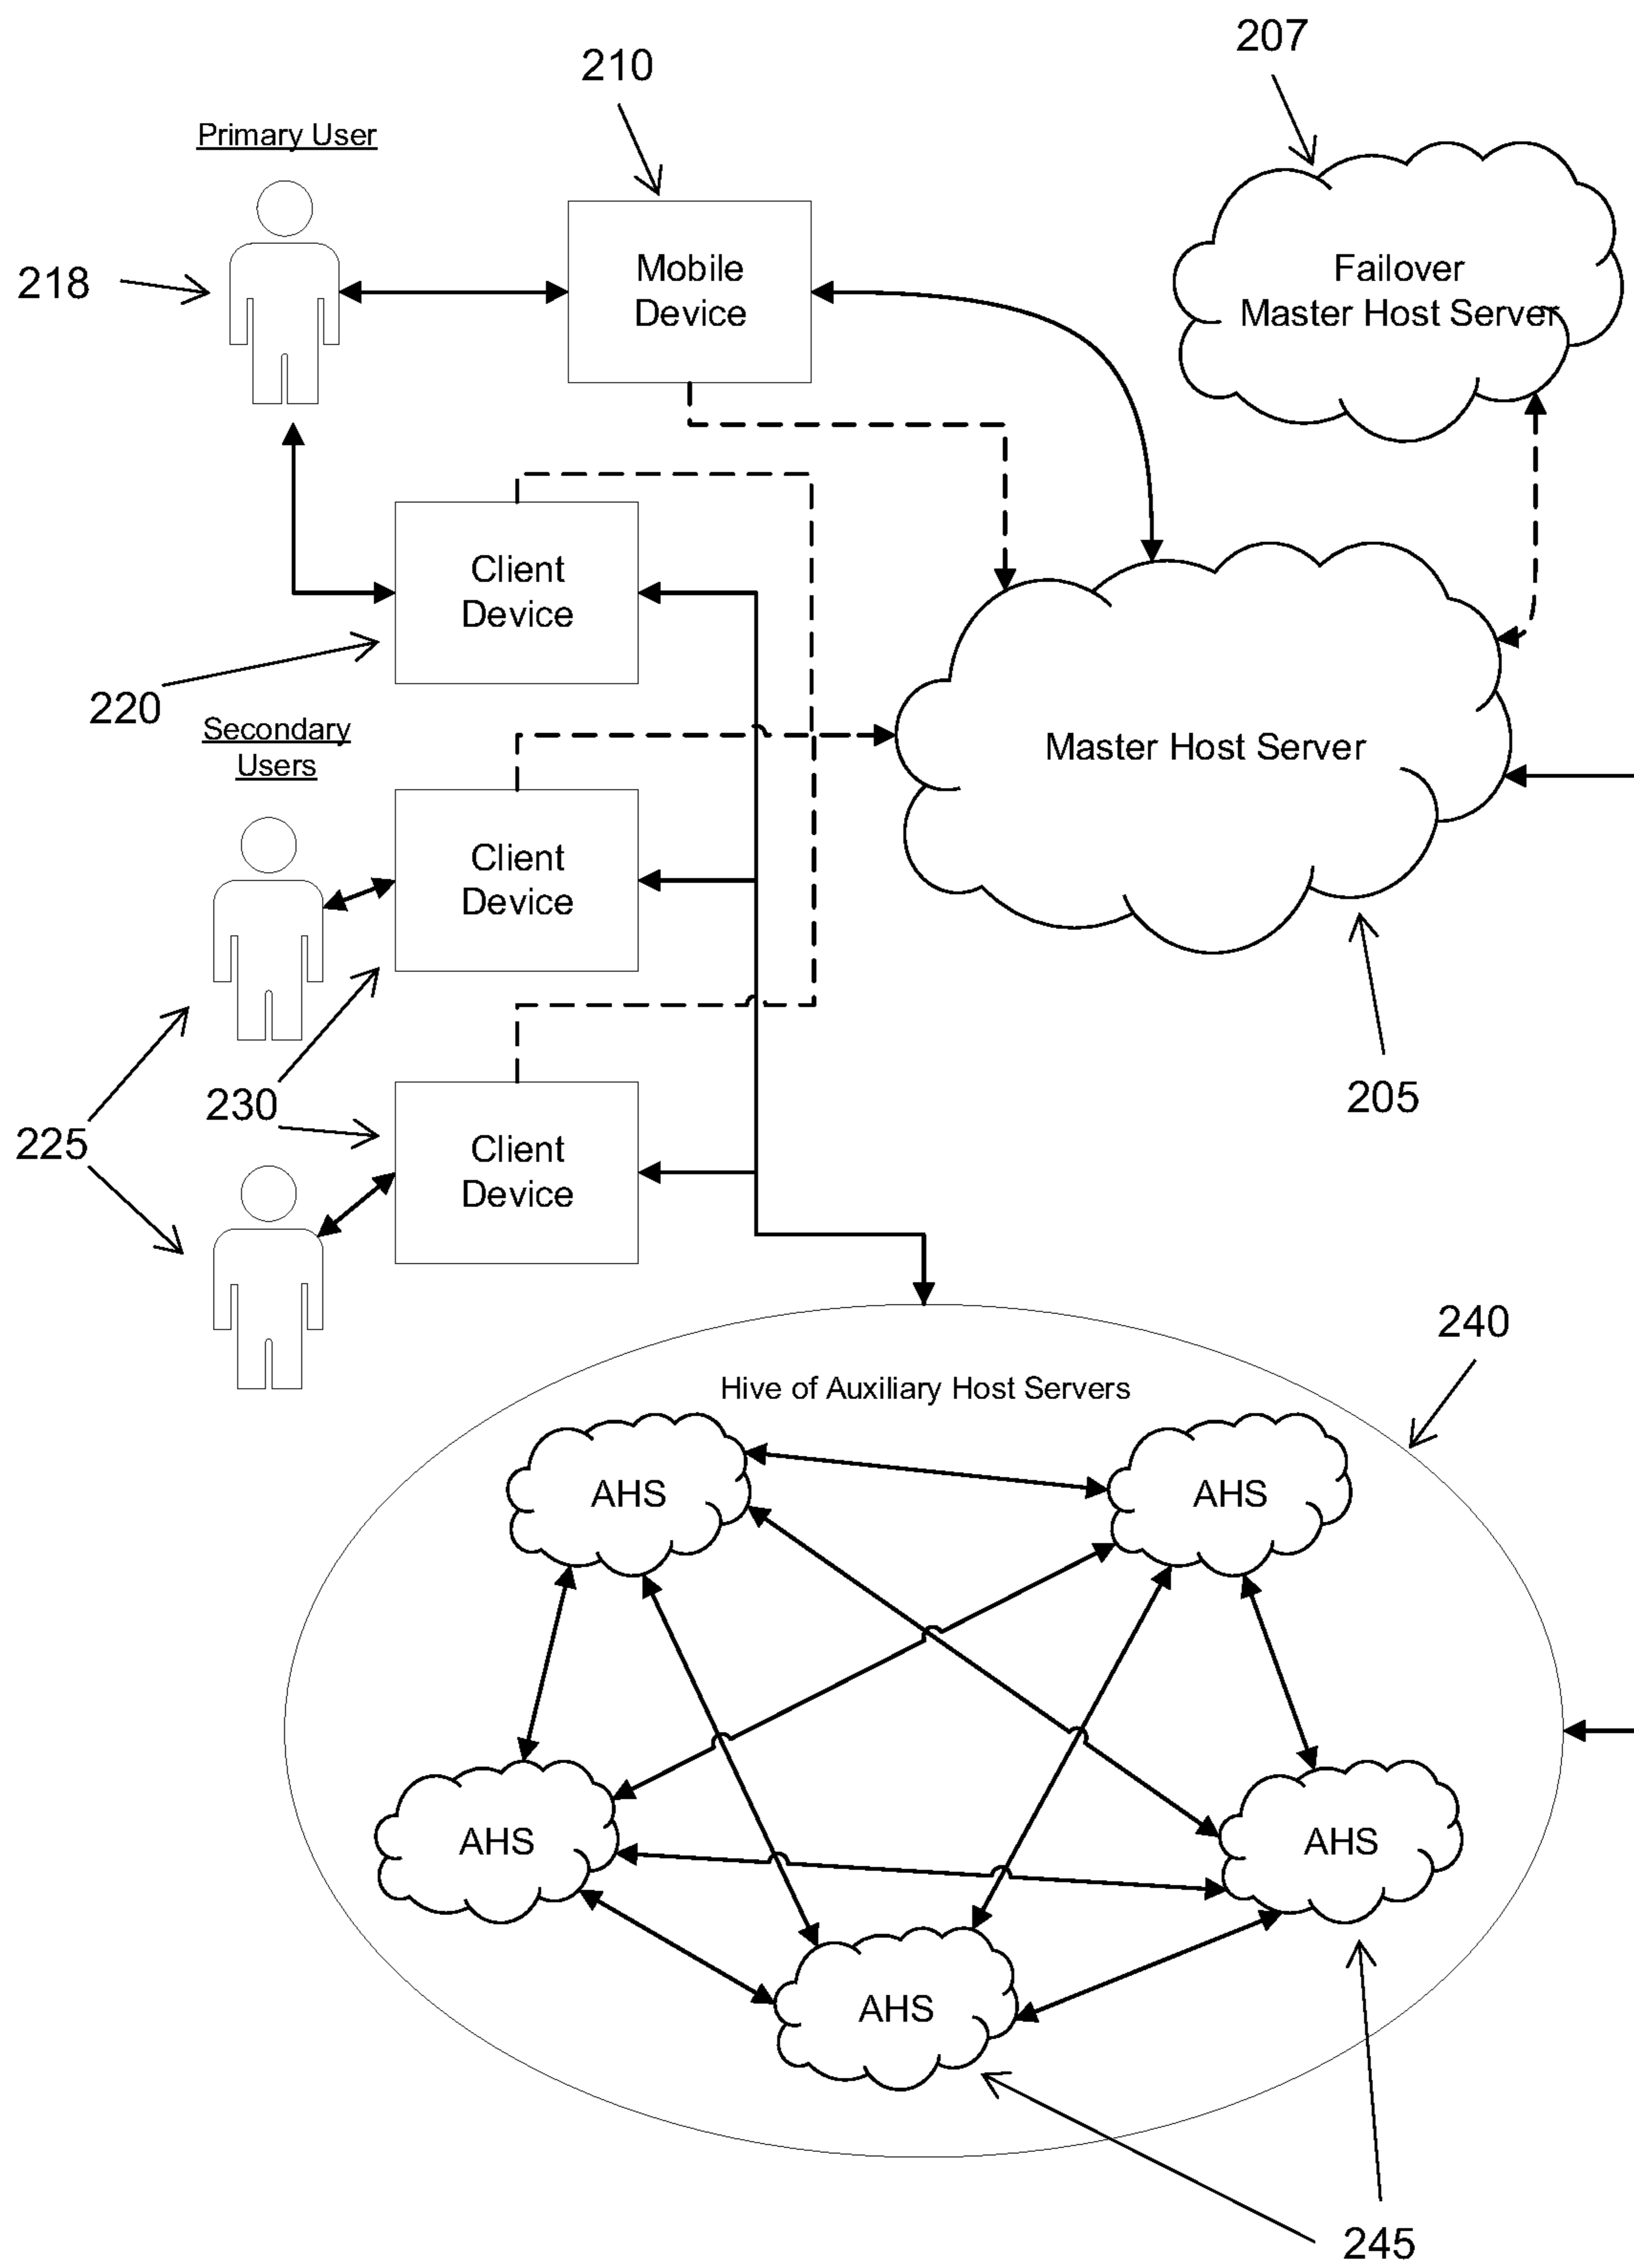 207
210
Primary User
Mobile
Device
Failover
Master Host Server
218
Client
Device
220
Secondary
Users
Master Host Server
Client
Device
230
205
225
Client
Device
240
Hive of Auxiliary Host Servers
AHS
AHS
AHS
AHS
AHS
245